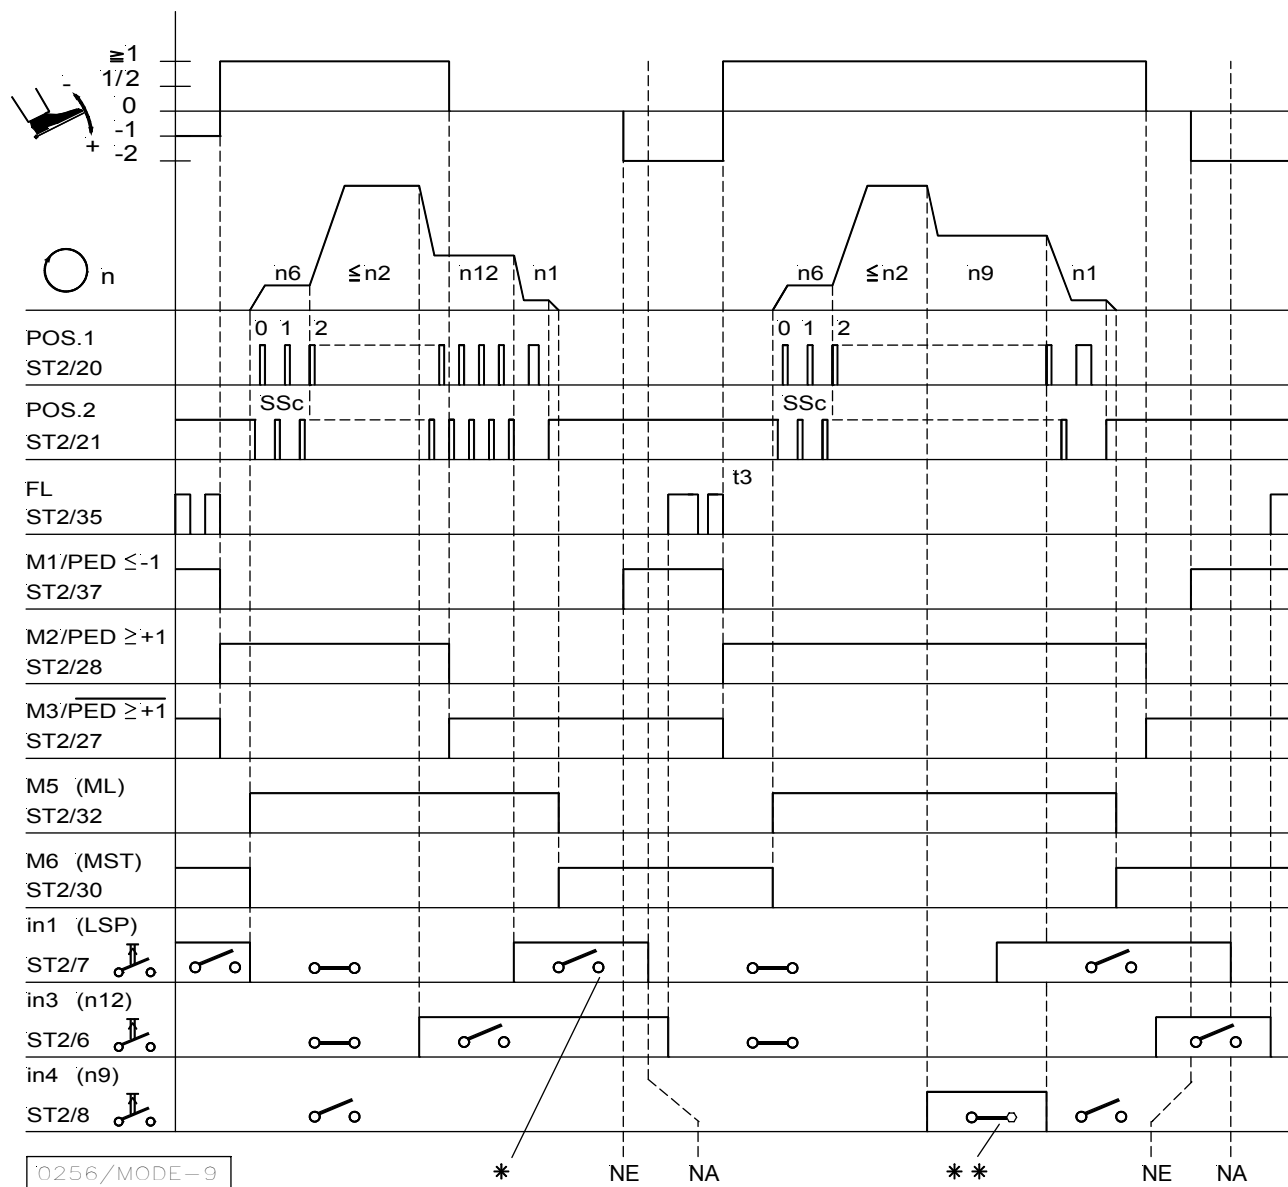 ≧1
1/2
0
-1
-2
-
+
n
n6 ≦n2 n12 n1 n6 ≦n2 n9 n1
POS.1
ST2/20
0 1 2 0 1 2
POS.2
ST2/21
SSc SSc
FL
ST2/35
t3
M1/PED ≤-1
ST2/37
M2/PED ≥+1
ST2/28
M3/PED ≥+1
ST2/27
M5 (ML)
ST2/32
M6 (MST)
ST2/30
in1 (LSP)
ST2/7
in3 (n12)
ST2/6
in4 (n9)
ST2/8
0256/MODE-9
* NE NA ** NE NA